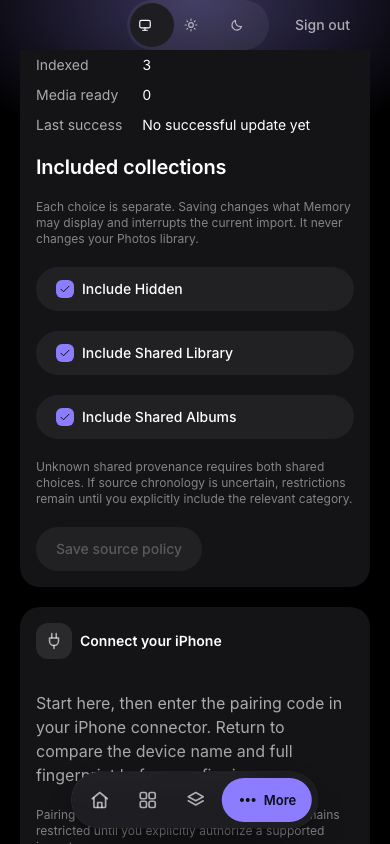 Sign out
Indexed 3
Media ready 0
Last success No successful update yet
Included collections
Each choice is separate. Saving changes what Memory
may display and interrupts the current import. It never
changes your Photos library.
Include Hidden
Include Shared Library
Include Shared Albums
Unknown shared provenance requires both shared
choices. If source chronology is uncertain, restrictions
remain until you explicitly include the relevant category.
Save source policy
Connect your iPhone
Start here, then enter the pairing code in
your iPhone connector. Return to
compare the device name and full
More
Pairing
restricted until you explicitly authorize a supported